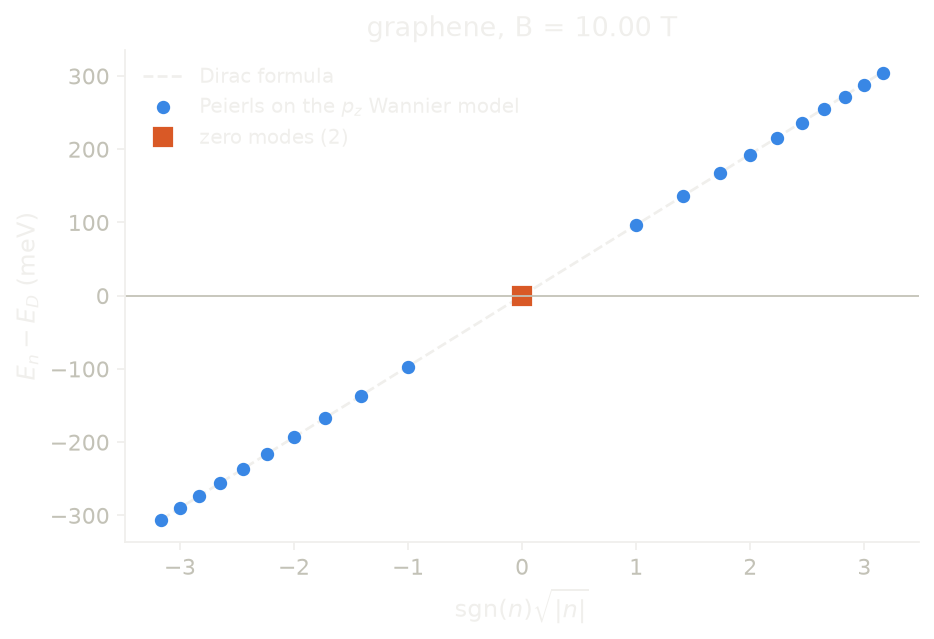 graphene, B = 10.00 T
Dirac formula
Peierls on the p_z Wannier model
zero modes (2)
E_n − E_D (meV)
300
200
100
0
−100
−200
−300
−3
−2
−1
0
1
2
3
sgn(n)√|n|